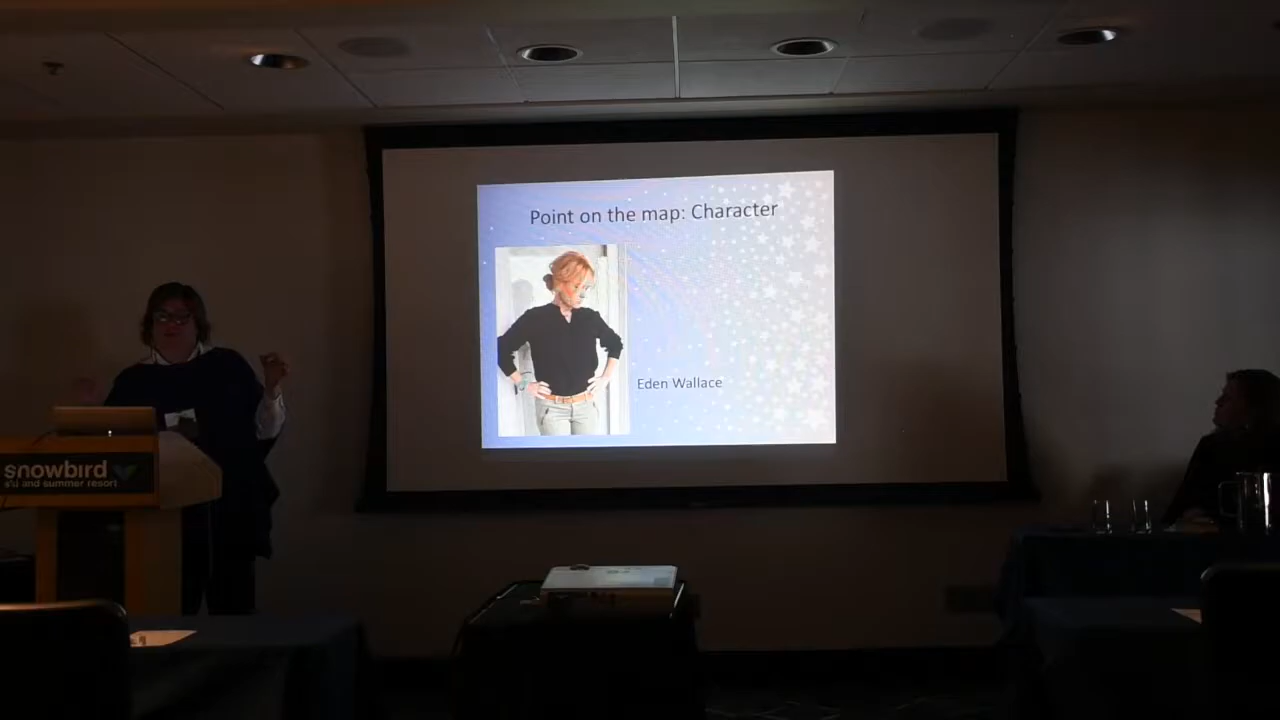 Point on the map: Character
Eden Wallace
snowbird
ski and summer resort